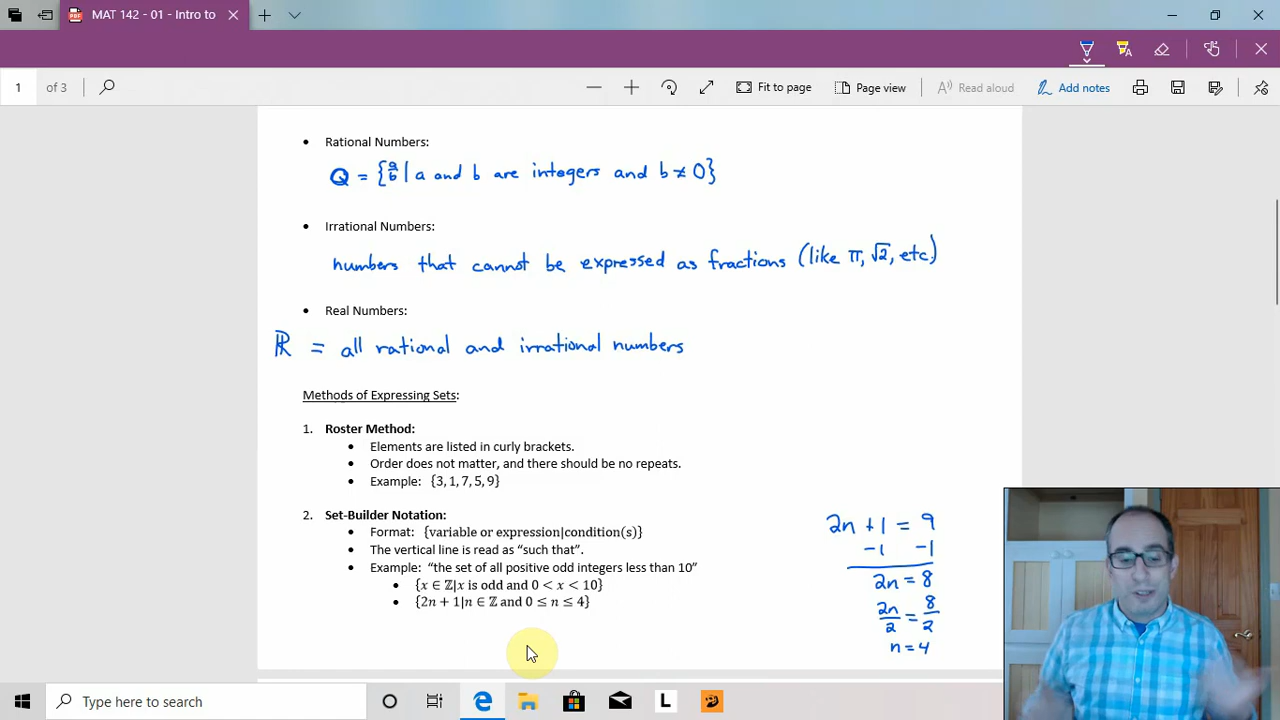 MAT 142 - 01 - Intro to
1 of 3
Fit to page
Page view
Read aloud
Add notes
• Rational Numbers:
Q = {a/b | a and b are integers and b ≠ 0}
• Irrational Numbers:
numbers that cannot be expressed as fractions (like π, √2, etc.)
• Real Numbers:
ℝ = all rational and irrational numbers
Methods of Expressing Sets:
1. Roster Method:
• Elements are listed in curly brackets.
• Order does not matter, and there should be no repeats.
• Example: {3, 1, 7, 5, 9}
2. Set-Builder Notation:
• Format: {variable or expression|condition(s)}
• The vertical line is read as “such that”.
• Example: “the set of all positive odd integers less than 10”
• {x ∈ ℤ|x is odd and 0 < x < 10}
• {2n + 1|n ∈ ℤ and 0 ≤ n ≤ 4}
2n + 1 = 9
-1 -1
2n = 8
2n/2 = 8/2
n = 4
Type here to search
L